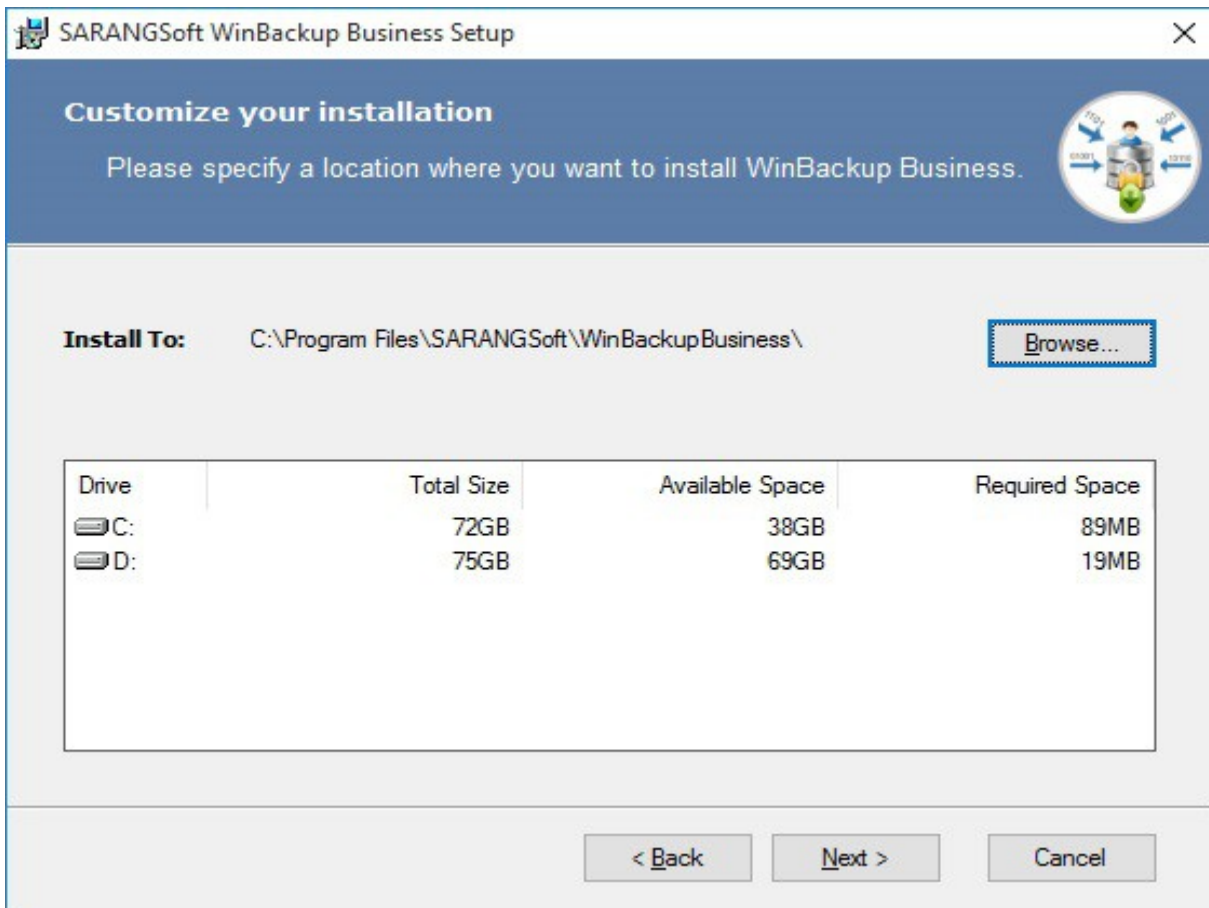 SARANGSoft WinBackup Business Setup
Customize your installation
Please specify a location where you want to install WinBackup Business.
Install To: C:\Program Files\SARANGSoft\WinBackupBusiness\ Browse...
Drive Total Size Available Space Required Space
C: 72GB 38GB 89MB
D: 75GB 69GB 19MB
< Back Next > Cancel